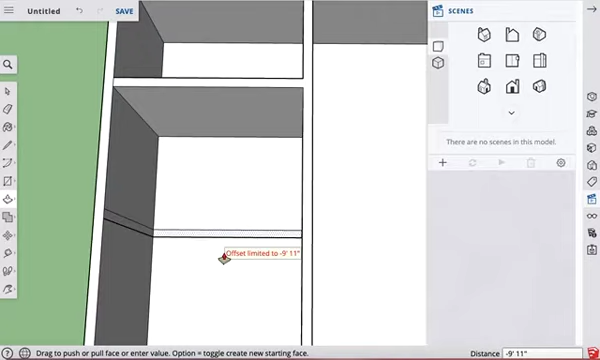 Untitled
SAVE
SCENES
There are no scenes in this model.
Offset limited to -9' 11"
Drag to push or pull face or enter value. Option = toggle create new starting face.
Distance
-9' 11"